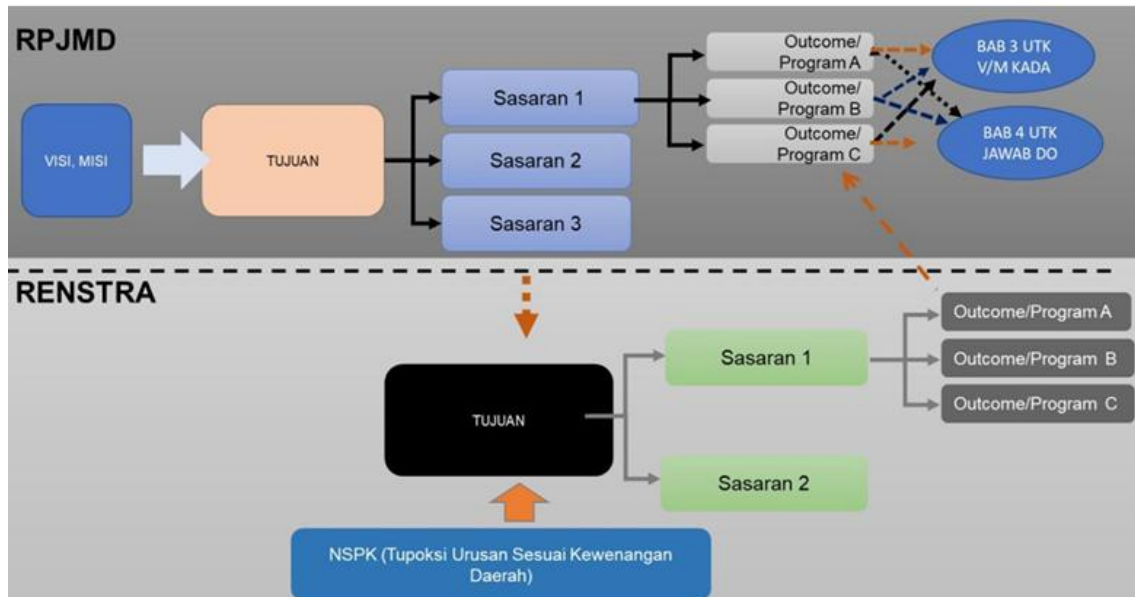 RPJMD
VISI, MISI
TUJUAN
Sasaran 1
Sasaran 2
Sasaran 3
Outcome/
Program A
Outcome/
Program B
Outcome/
Program C
BAB 3 UTK
V/M KADA
BAB 4 UTK
JAWAB DO
RENSTRA
TUJUAN
Sasaran 1
Sasaran 2
Outcome/Program A
Outcome/Program B
Outcome/Program C
NSPK (Tupoksi Urusan Sesuai Kewenangan
Daerah)